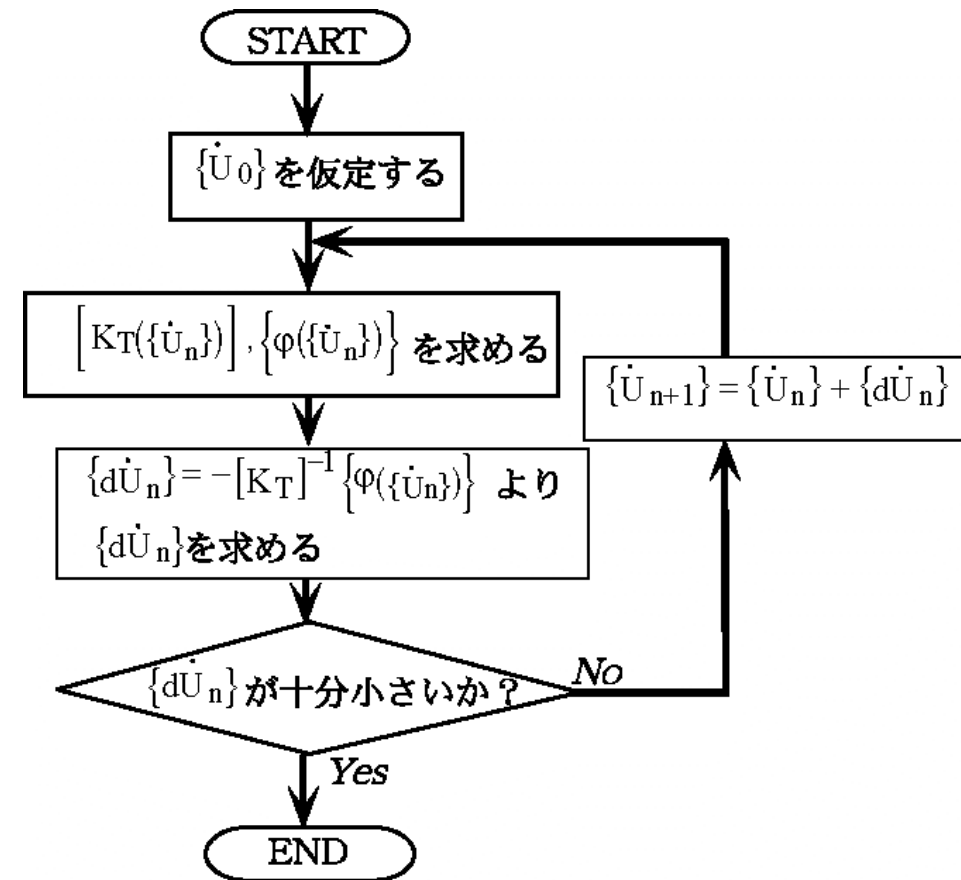 START
{U̇0}を仮定する
[KT({U̇n})], {φ({U̇n})} を求める
{U̇n+1} = {U̇n} + {dU̇n}
{dU̇n} = −[KT]−1 {φ({U̇n})} より
{dU̇n}を求める
{dU̇n}が十分小さいか？
No
Yes
END